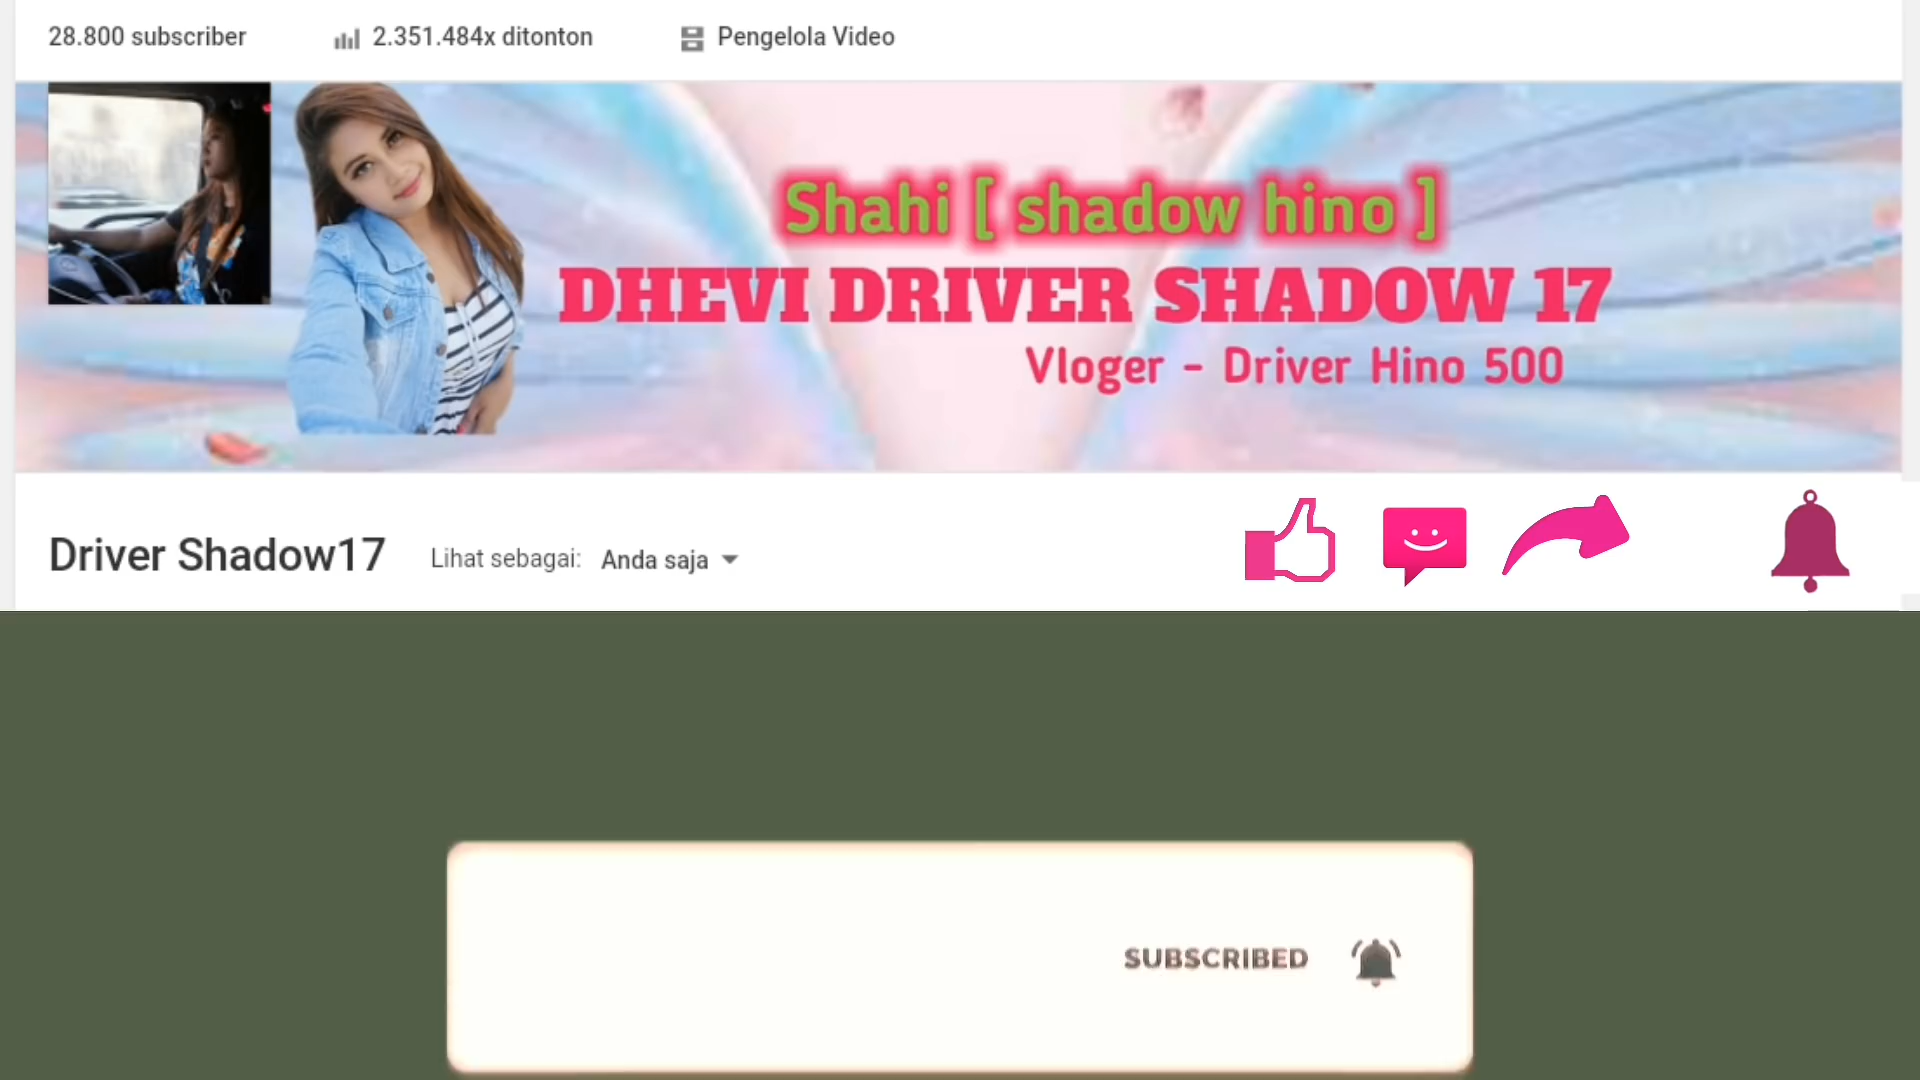 28.800 subscriber
2.351.484x ditonton
Pengelola Video
Shahi [ shadow hino ]
DHEVI DRIVER SHADOW 17
Vloger - Driver Hino 500
Driver Shadow17
Lihat sebagai: Anda saja
SUBSCRIBED